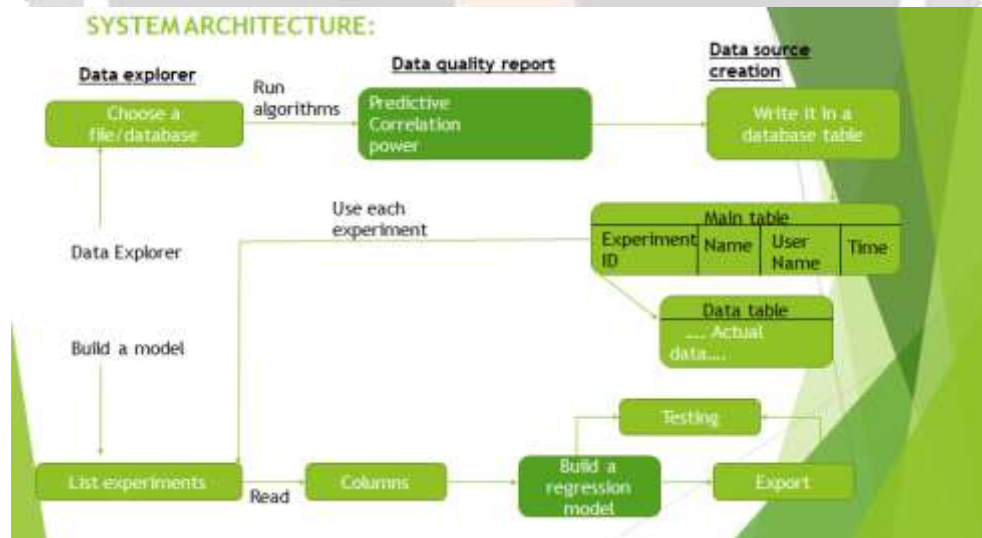 SYSTEM ARCHITECTURE:
Data explorer
Data quality report
Data source
creation
Choose a
file/database
Run
algorithms
Predictive
Correlation
power
Write it in a
database table
Use each
experiment
Main table
Experiment
ID
Name
User
Name
Time
Data Explorer
Data table
.... Actual
data....
Build a model
Testing
List experiments
Read
Columns
Build a
regression
model
Export